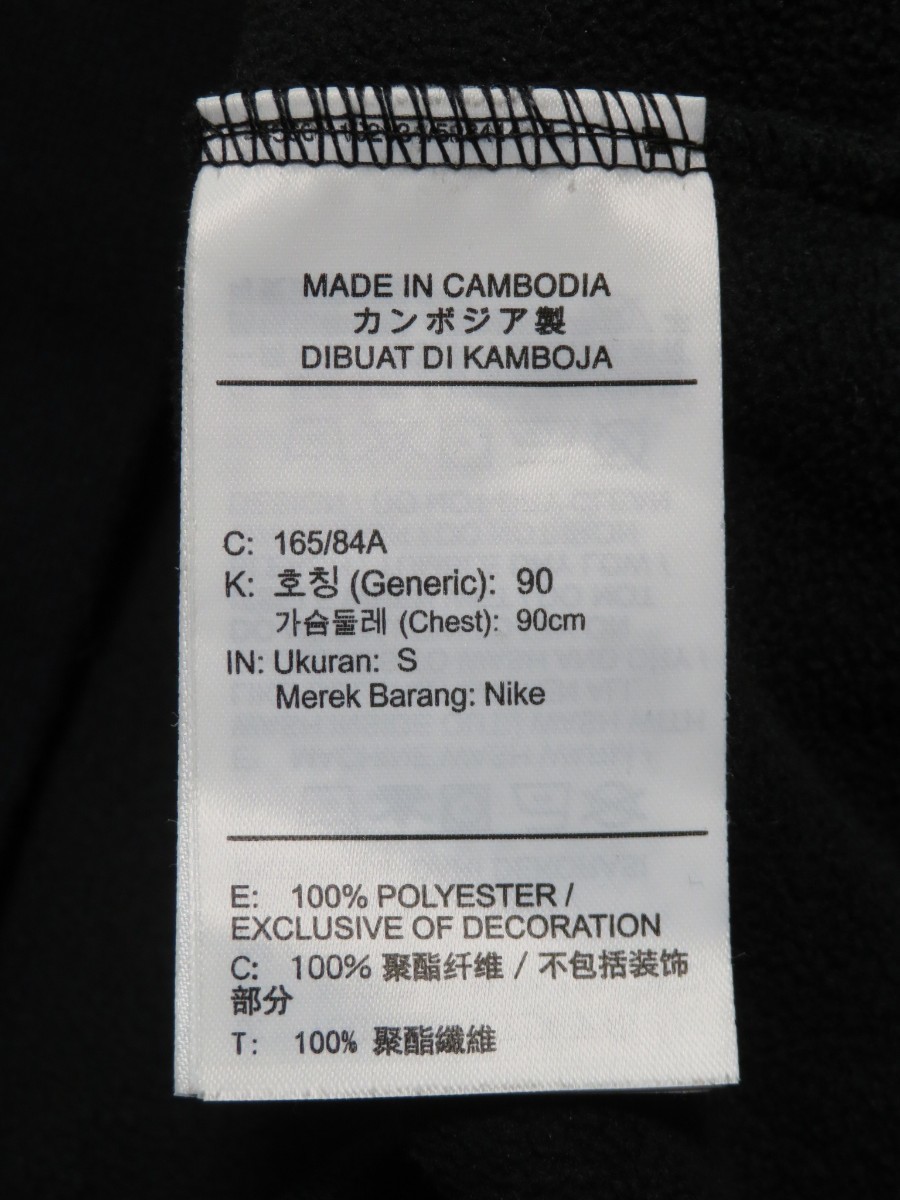 MADE IN CAMBODIA
カンボジア製
DIBUAT DI KAMBOJA
C: 165/84A
K: 호칭 (Generic): 90
가슴둘레 (Chest): 90cm
IN: Ukuran: S
Merek Barang: Nike
E: 100% POLYESTER /
EXCLUSIVE OF DECORATION
C: 100% 聚酯纤维 / 不包括装饰
部分
T: 100% 聚酯纖維